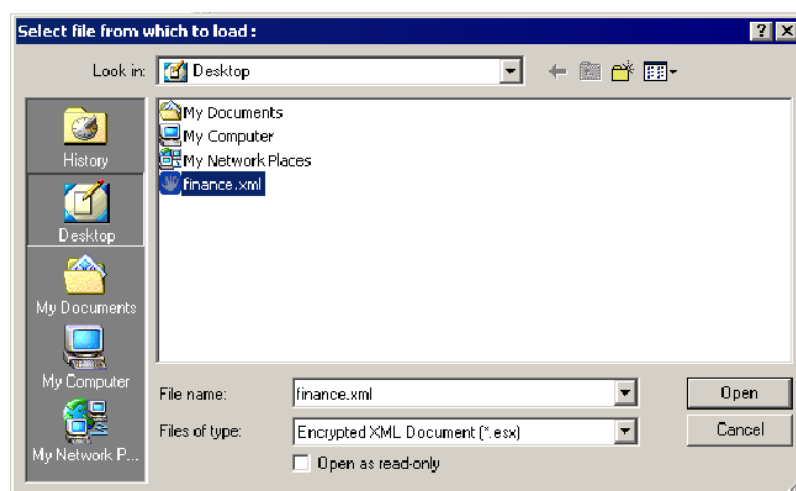 Select file from which to load :
Look in: Desktop
History
Desktop
My Documents
My Computer
My Network P...
My Documents
My Computer
My Network Places
finance.xml
File name: finance.xml Open
Files of type: Encrypted XML Document (*.esx) Cancel
Open as read-only